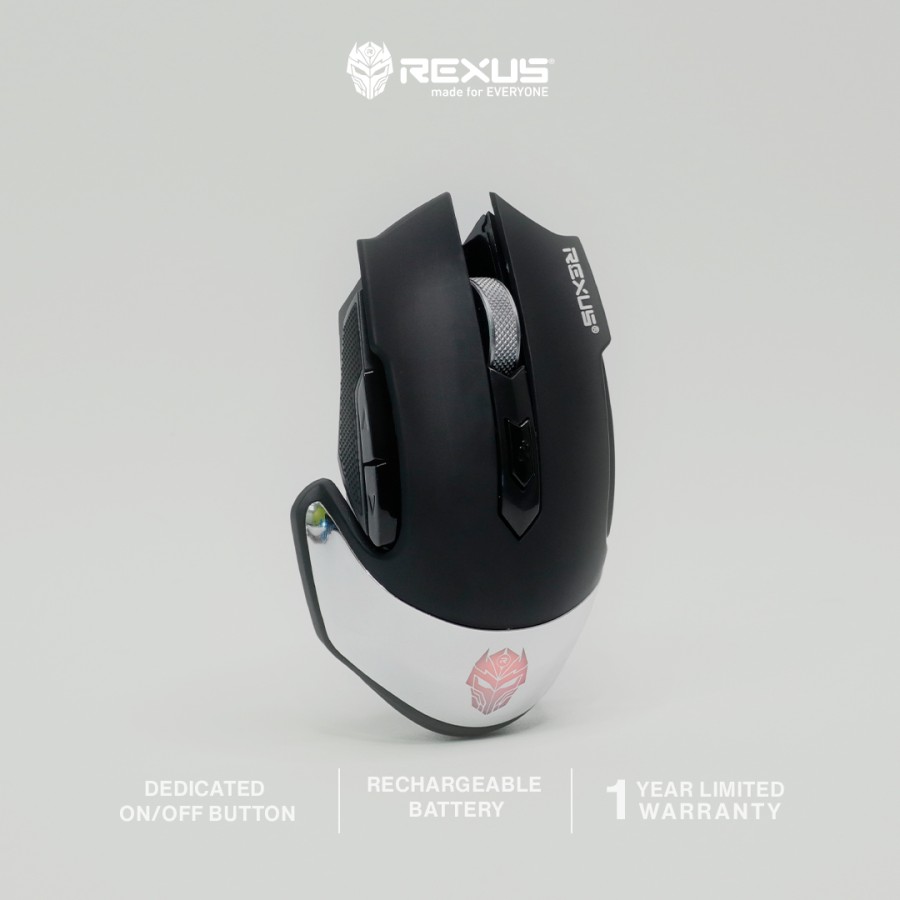 REXUS®
made for EVERYONE
REXUS®
DEDICATED
ON/OFF BUTTON
RECHARGEABLE
BATTERY
1 YEAR LIMITED
WARRANTY